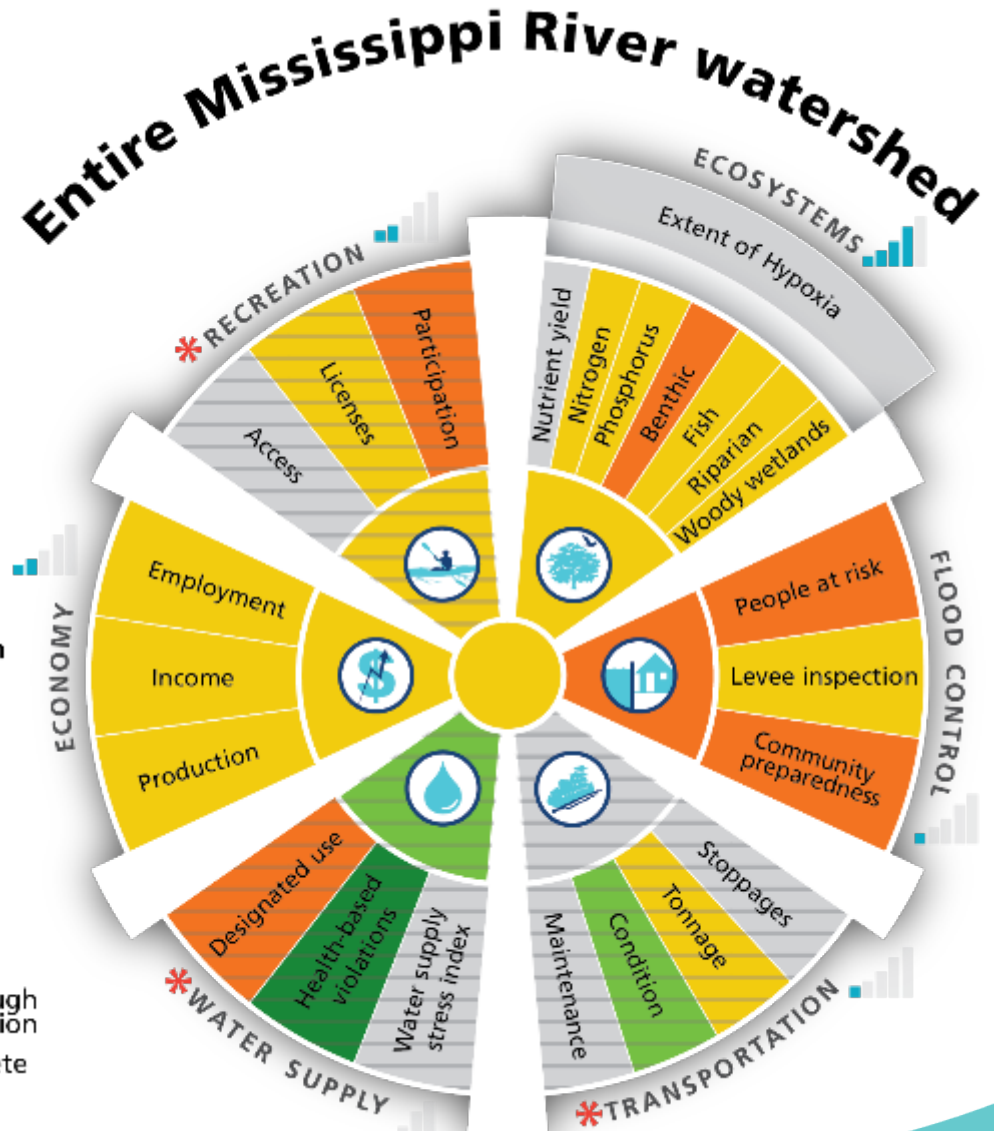 Entire Mississippi River watershed
ECOSYSTEMS
Extent of Hypoxia
*RECREATION
Access
Licenses
Participation
Nutrient yield
Nitrogen
Phosphorus
Benthic
Fish
Riparian
Woody wetlands
ECONOMY
Employment
Income
Production
FLOOD CONTROL
People at risk
Levee inspection
Community
preparedness
*WATER SUPPLY
Designated use
Health-based
violations
Water supply
stress index
*TRANSPORTATION
Maintenance
Condition
Tonnage
Stoppages